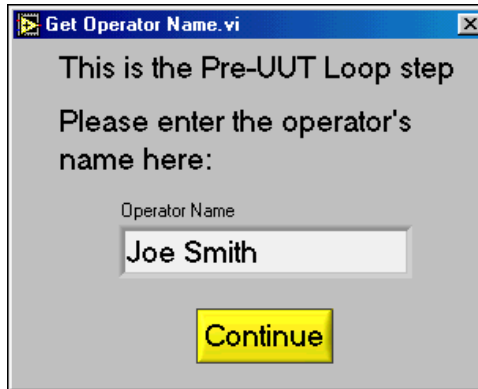 Get Operator Name.vi
This is the Pre-UUT Loop step
Please enter the operator's
name here:
Operator Name
Joe Smith
Continue